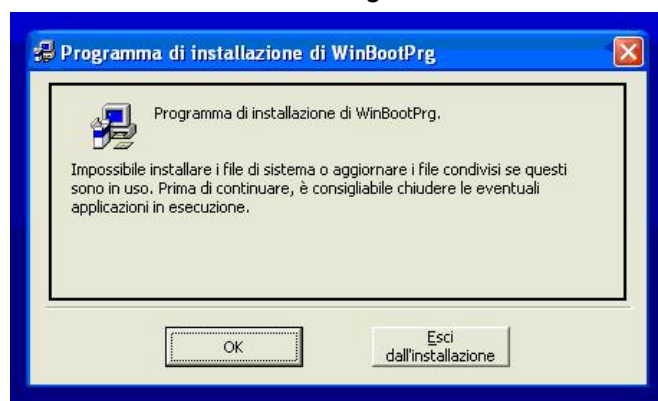 Programma di installazione di WinBootPrg
Programma di installazione di WinBootPrg.
Impossibile installare i file di sistema o aggiornare i file condivisi se questi
sono in uso. Prima di continuare, è consigliabile chiudere le eventuali
applicazioni in esecuzione.
OK
Esci
dall'installazione